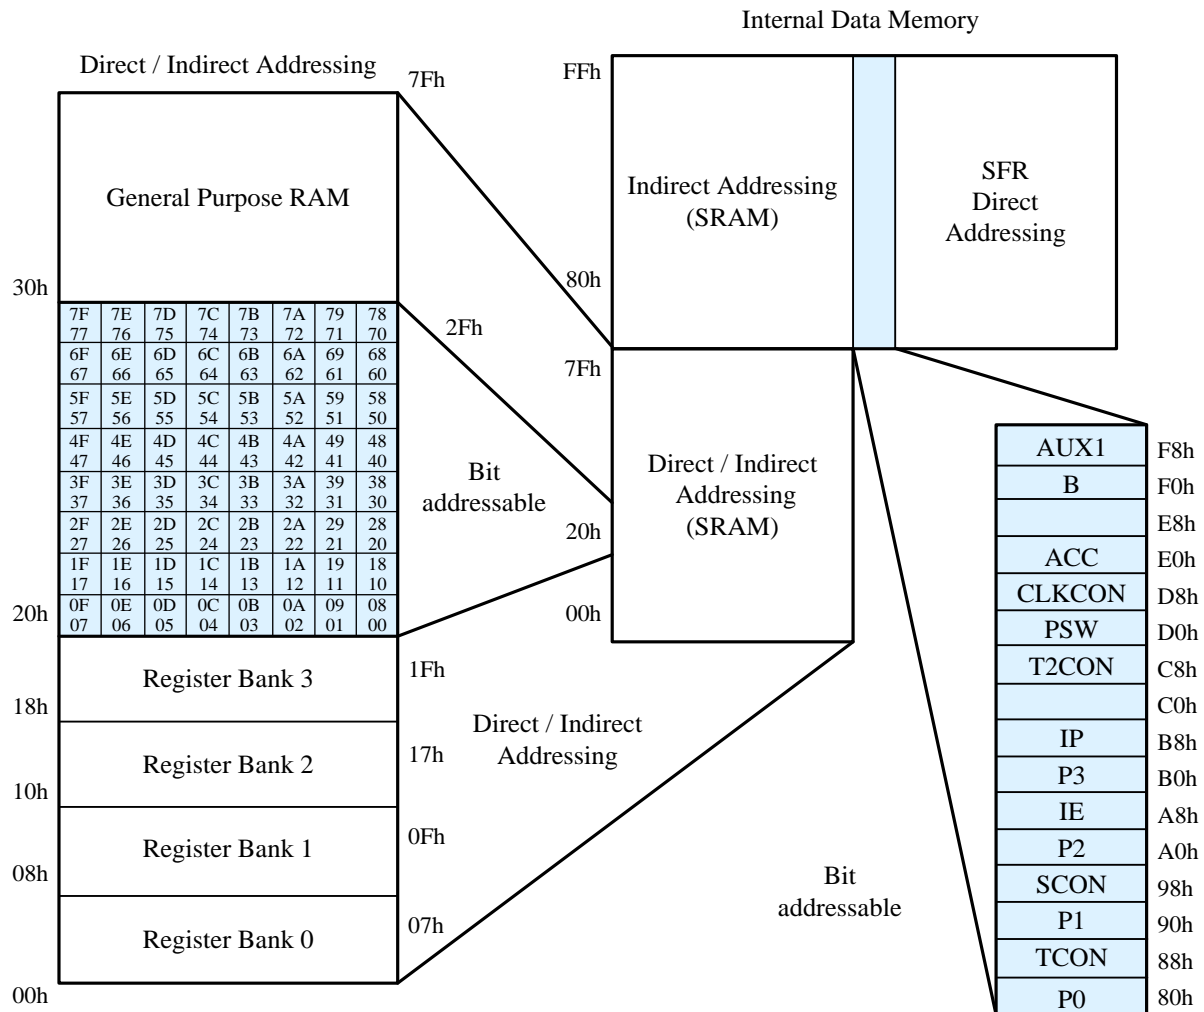 Internal Data Memory
Direct / Indirect Addressing
7Fh
General Purpose RAM
30h
7F 7E 7D 7C 7B 7A 79 78
77 76 75 74 73 72 71 70
6F 6E 6D 6C 6B 6A 69 68
67 66 65 64 63 62 61 60
5F 5E 5D 5C 5B 5A 59 58
57 56 55 54 53 52 51 50
4F 4E 4D 4C 4B 4A 49 48
47 46 45 44 43 42 41 40
3F 3E 3D 3C 3B 3A 39 38
37 36 35 34 33 32 31 30
2F 2E 2D 2C 2B 2A 29 28
27 26 25 24 23 22 21 20
1F 1E 1D 1C 1B 1A 19 18
17 16 15 14 13 12 11 10
0F 0E 0D 0C 0B 0A 09 08
07 06 05 04 03 02 01 00
2Fh
Bit
addressable
20h
Register Bank 3
1Fh
18h
Register Bank 2
17h
10h
Register Bank 1
0Fh
08h
Register Bank 0
07h
00h
Direct / Indirect
Addressing
FFh
Indirect Addressing
(SRAM)
80h
SFR
Direct
Addressing
7Fh
Direct / Indirect
Addressing
(SRAM)
20h
00h
Bit
addressable
AUX1 F8h
B F0h
E8h
ACC E0h
CLKCON D8h
PSW D0h
T2CON C8h
C0h
IP B8h
P3 B0h
IE A8h
P2 A0h
SCON 98h
P1 90h
TCON 88h
P0 80h